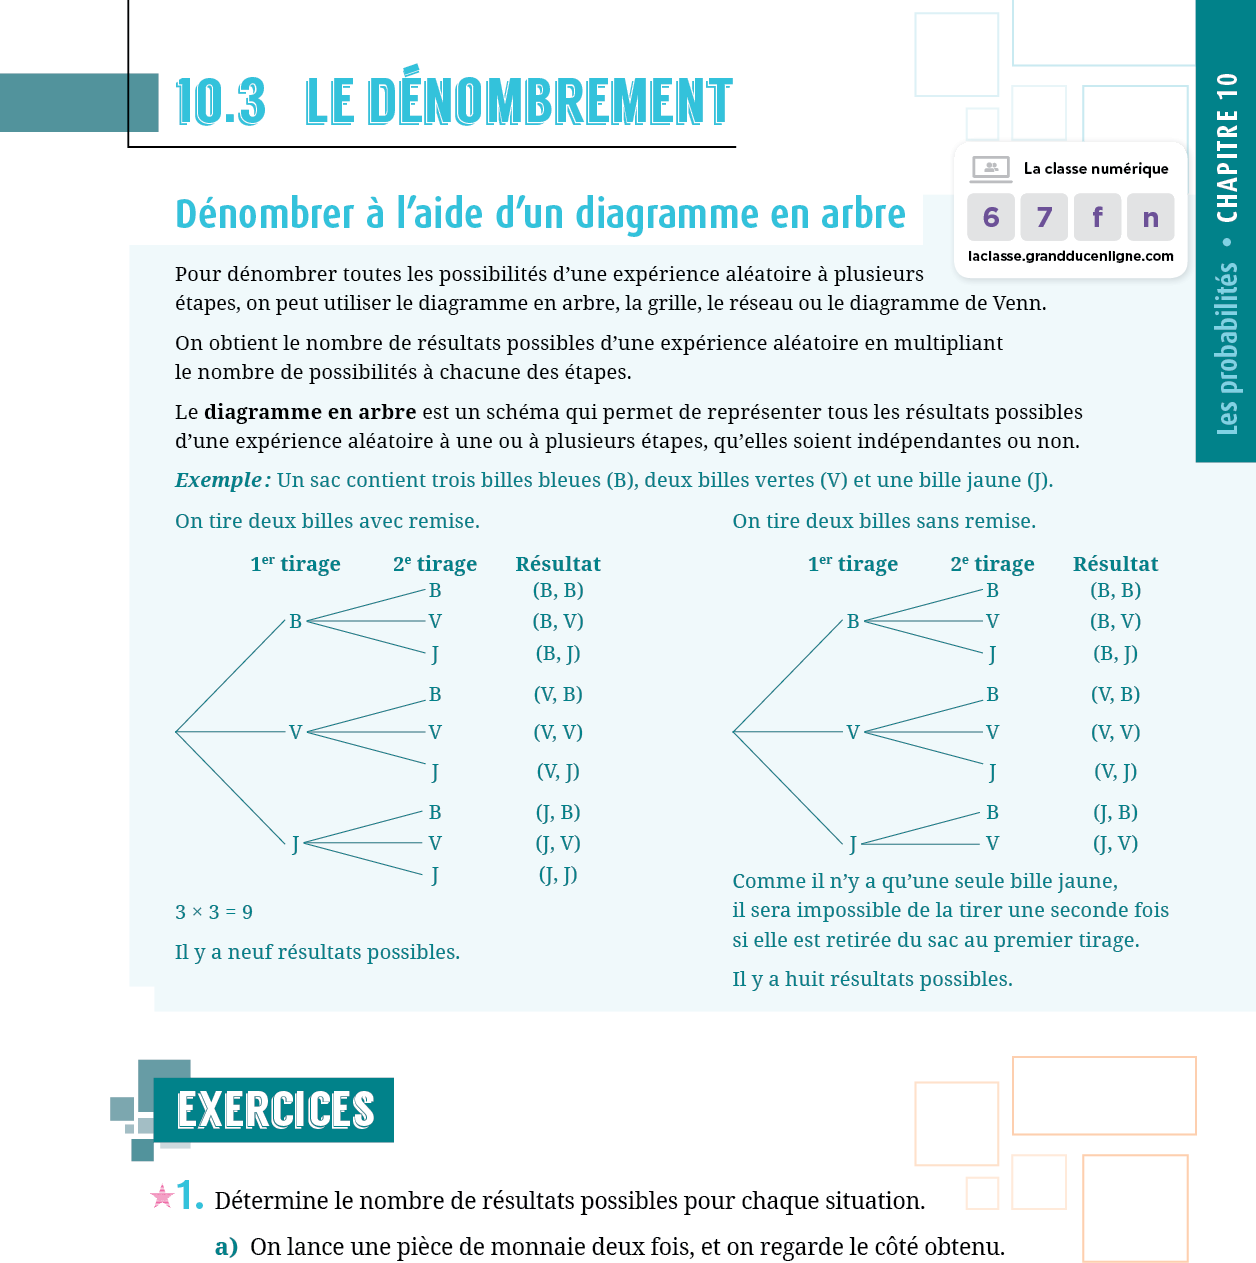 10.3 LE DÉNOMBREMENT
Les probabilités • CHAPITRE 10
La classe numérique
6 7 f n
laclasse.grandducenligne.com
Dénombrer à l’aide d’un diagramme en arbre
Pour dénombrer toutes les possibilités d’une expérience aléatoire à plusieurs
étapes, on peut utiliser le diagramme en arbre, la grille, le réseau ou le diagramme de Venn.
On obtient le nombre de résultats possibles d’une expérience aléatoire en multipliant
le nombre de possibilités à chacune des étapes.
Le diagramme en arbre est un schéma qui permet de représenter tous les résultats possibles
d’une expérience aléatoire à une ou à plusieurs étapes, qu’elles soient indépendantes ou non.
Exemple : Un sac contient trois billes bleues (B), deux billes vertes (V) et une bille jaune (J).
On tire deux billes avec remise.
1er tirage 2e tirage Résultat
B (B, B)
B V (B, V)
J (B, J)
B (V, B)
V V (V, V)
J (V, J)
B (J, B)
J V (J, V)
J (J, J)
3 × 3 = 9
Il y a neuf résultats possibles.
On tire deux billes sans remise.
1er tirage 2e tirage Résultat
B (B, B)
B V (B, V)
J (B, J)
B (V, B)
V V (V, V)
J (V, J)
B (J, B)
J V (J, V)
Comme il n’y a qu’une seule bille jaune,
il sera impossible de la tirer une seconde fois
si elle est retirée du sac au premier tirage.
Il y a huit résultats possibles.
EXERCICES
1. Détermine le nombre de résultats possibles pour chaque situation.
a) On lance une pièce de monnaie deux fois, et on regarde le côté obtenu.